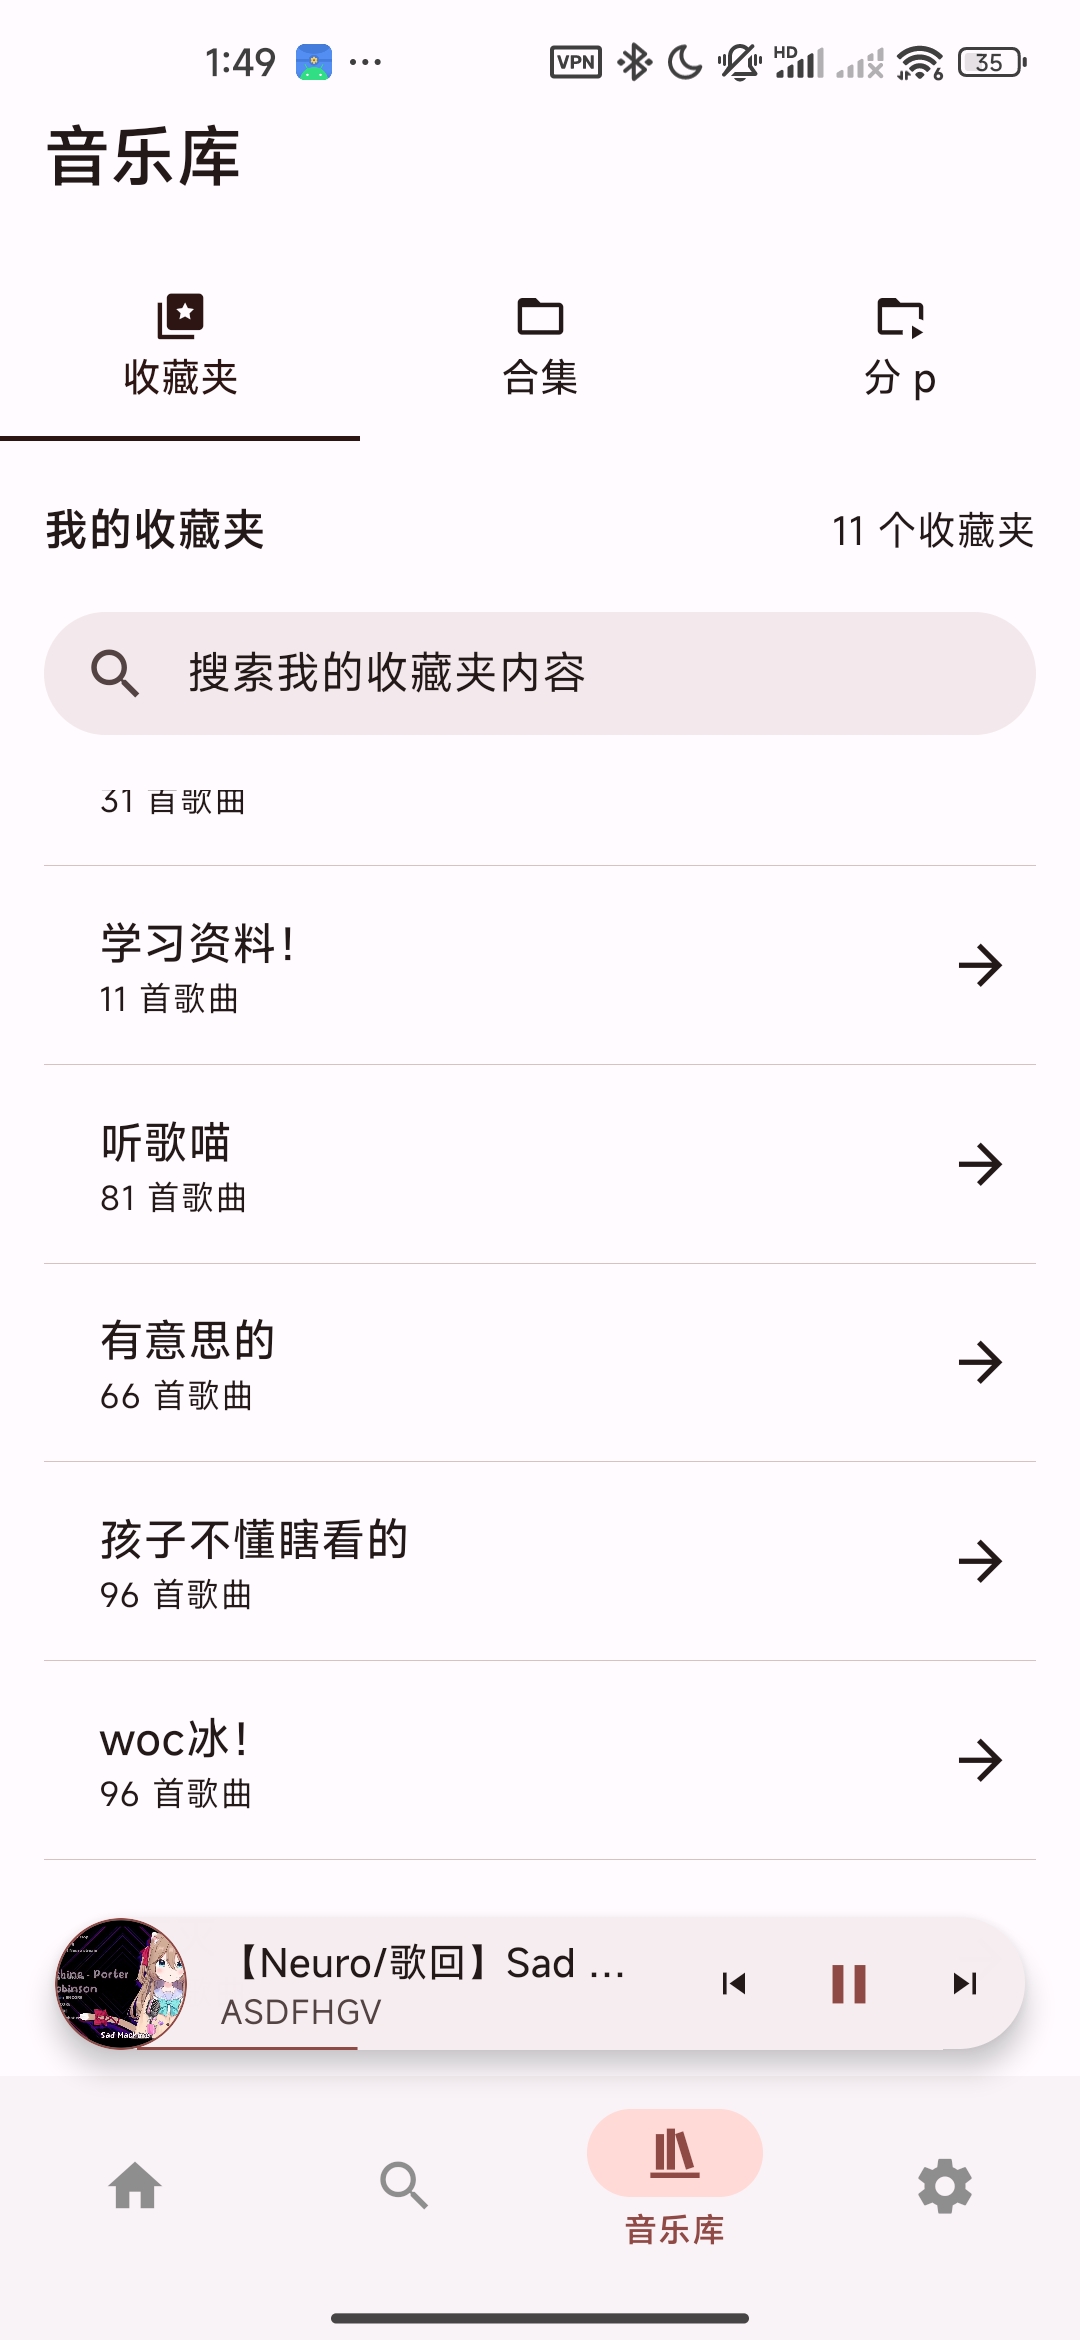 1:49
VPN
HD
6
35
音乐库
收藏夹
合集
分 p
我的收藏夹
11 个收藏夹
搜索我的收藏夹内容
31 首歌曲
学习资料！
11 首歌曲
听歌喵
81 首歌曲
有意思的
66 首歌曲
孩子不懂瞎看的
96 首歌曲
woc冰！
96 首歌曲
【Neuro/歌回】Sad ...
ASDFHGV
- Porter
Sad Machines
音乐库